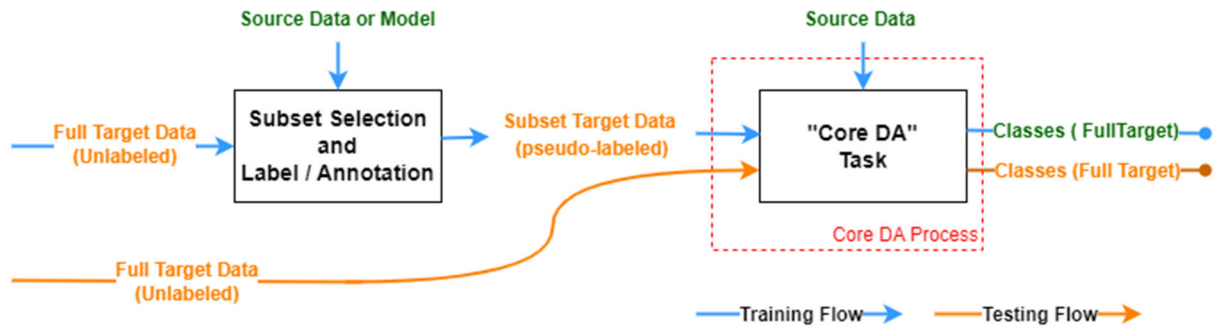 Source Data or Model
Source Data
Full Target Data
(Unlabeled)
Subset Selection
and
Label / Annotation
Subset Target Data
(pseudo-labeled)
"Core DA"
Task
Classes ( FullTarget)
Classes (Full Target)
Core DA Process
Full Target Data
(Unlabeled)
Training Flow
Testing Flow